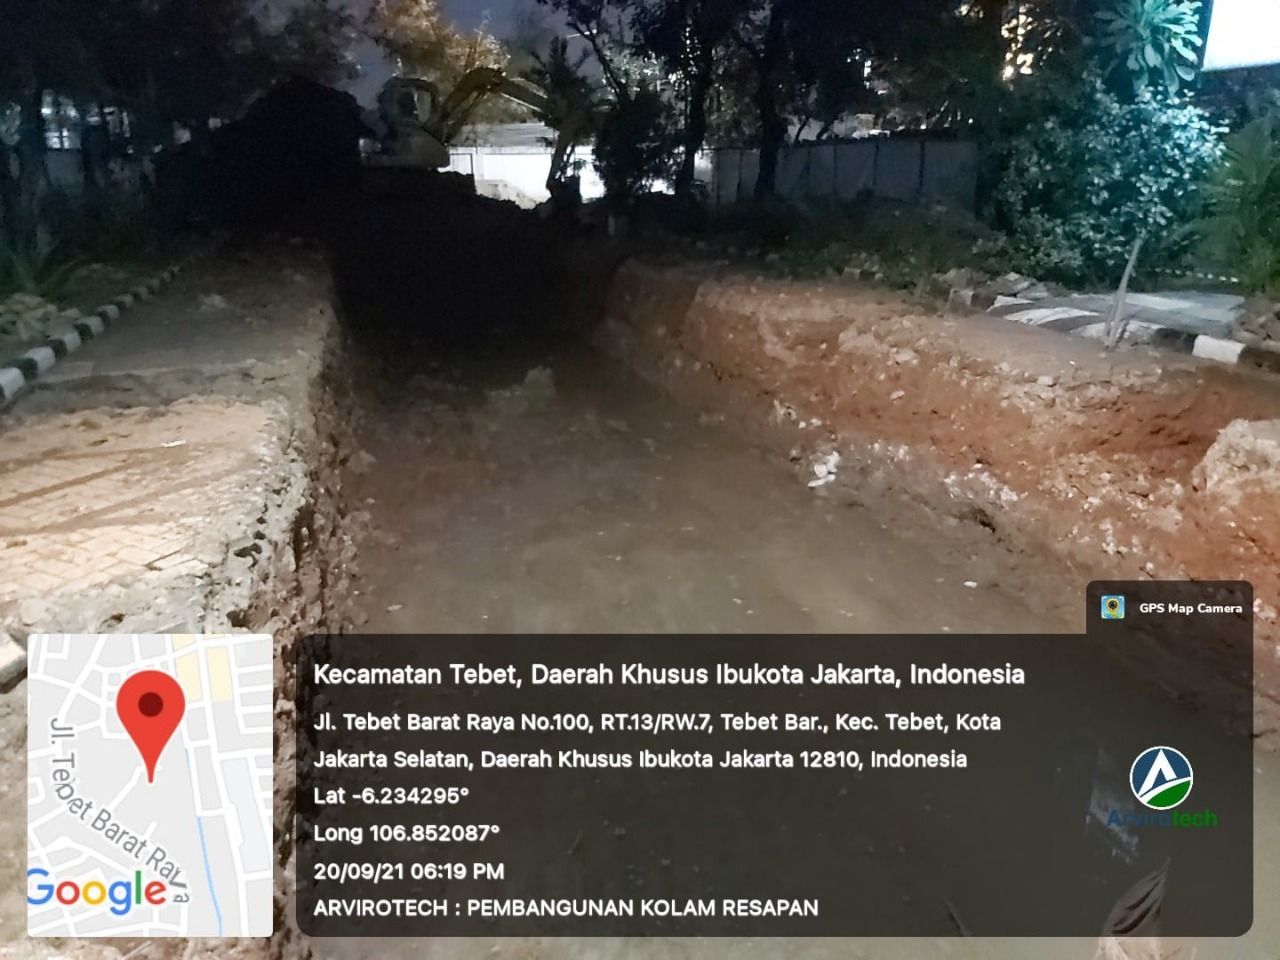 GPS Map Camera
Kecamatan Tebet, Daerah Khusus Ibukota Jakarta, Indonesia
Jl. Tebet Barat Raya No.100, RT.13/RW.7, Tebet Bar., Kec. Tebet, Kota
Jakarta Selatan, Daerah Khusus Ibukota Jakarta 12810, Indonesia
Lat -6.234295°
Long 106.852087°
20/09/21 06:19 PM
ARVIROTECH : PEMBANGUNAN KOLAM RESAPAN
Arvirotech
Jl. Tebet Barat Raya
Google